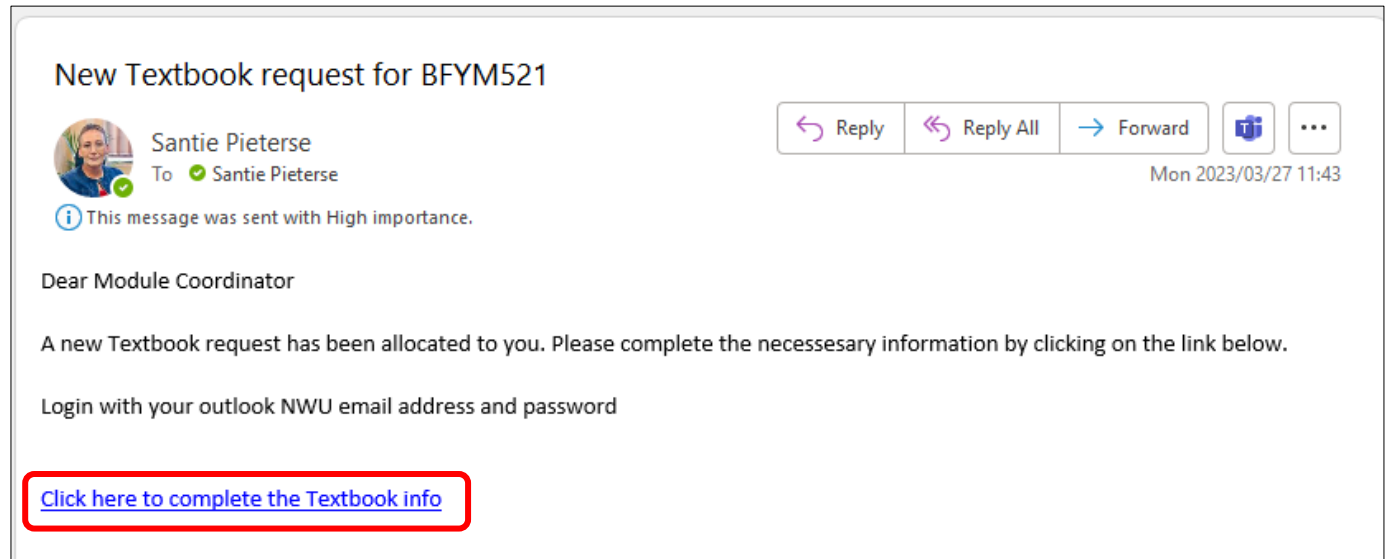 New Textbook request for BFYM521
Santie Pieterse
To Santie Pieterse
Reply
Reply All
Forward
Mon 2023/03/27 11:43
This message was sent with High importance.
Dear Module Coordinator
A new Textbook request has been allocated to you. Please complete the necessesary information by clicking on the link below.
Login with your outlook NWU email address and password
Click here to complete the Textbook info